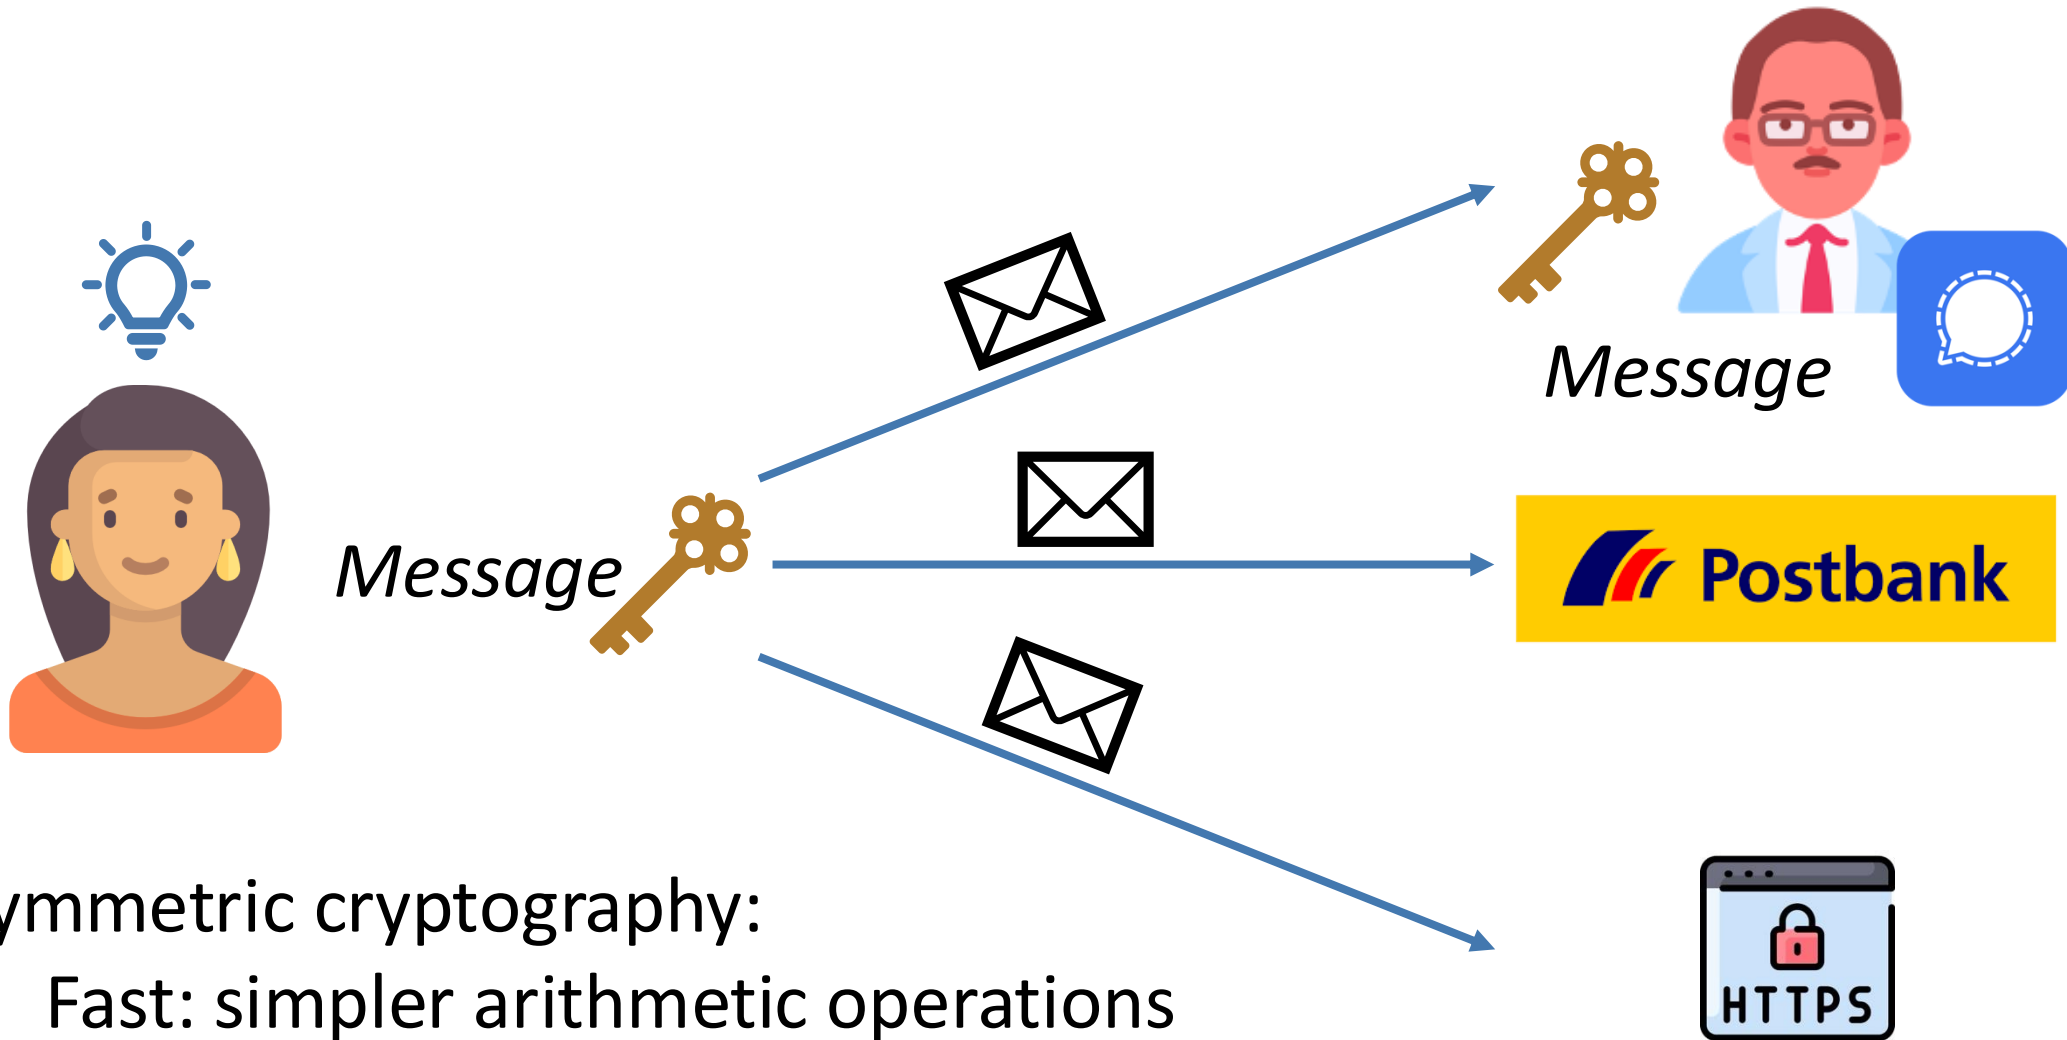 Message
Message
Postbank
ymmetric cryptography:
Fast: simpler arithmetic operations
HTTPS